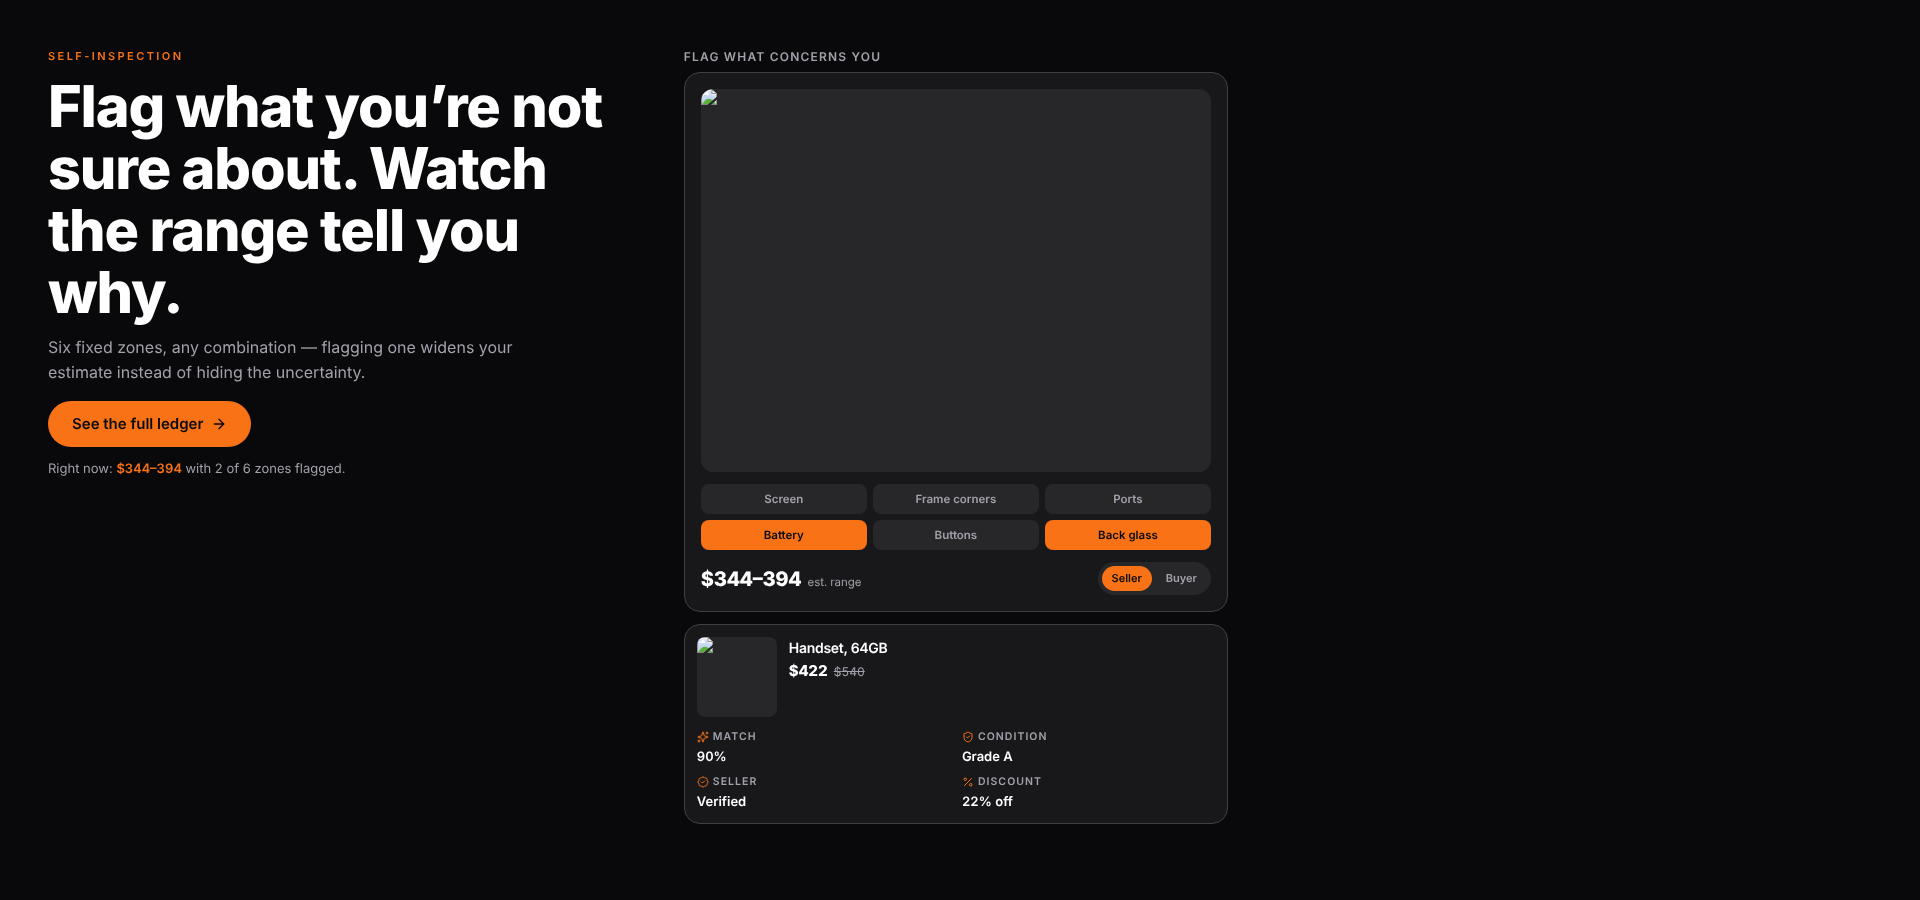 SELF-INSPECTION
Flag what you’re not
sure about. Watch
the range tell you
why.
Six fixed zones, any combination — flagging one widens your
estimate instead of hiding the uncertainty.
See the full ledger →
Right now: $344–394 with 2 of 6 zones flagged.
FLAG WHAT CONCERNS YOU
Screen
Frame corners
Ports
Battery
Buttons
Back glass
$344–394 est. range
Seller
Buyer
Handset, 64GB
$422 $540
MATCH
90%
CONDITION
Grade A
SELLER
Verified
DISCOUNT
22% off